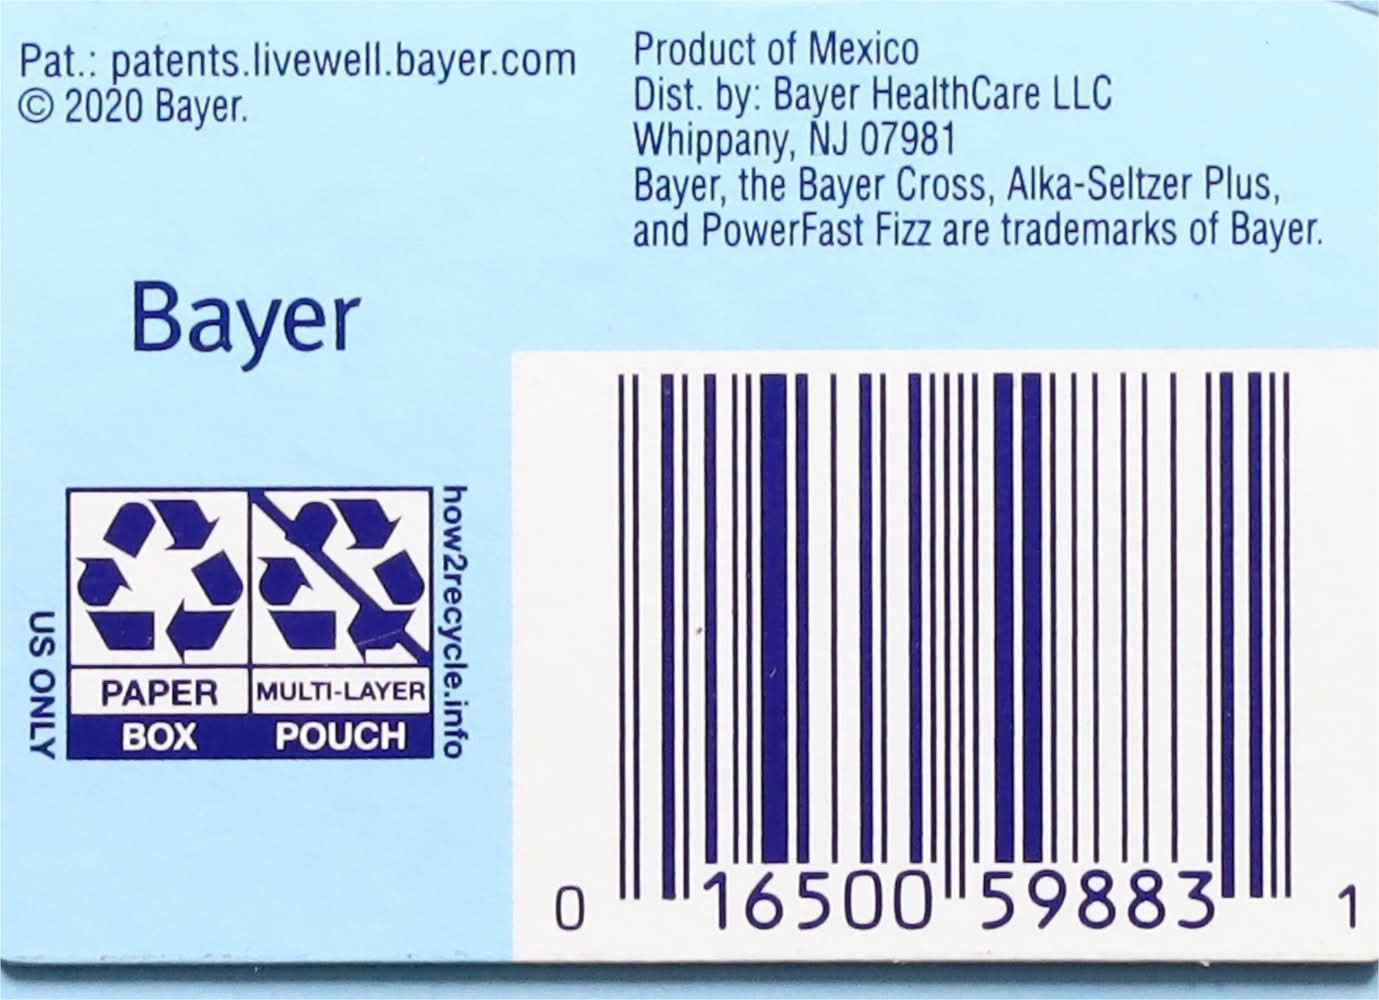 Pat.: patents.livewell.bayer.com
© 2020 Bayer.
Product of Mexico
Dist. by: Bayer HealthCare LLC
Whippany, NJ 07981
Bayer, the Bayer Cross, Alka-Seltzer Plus,
and PowerFast Fizz are trademarks of Bayer.
Bayer
US ONLY
PAPER
BOX
MULTI-LAYER
POUCH
how2recycle.info
0 16500 59883 1